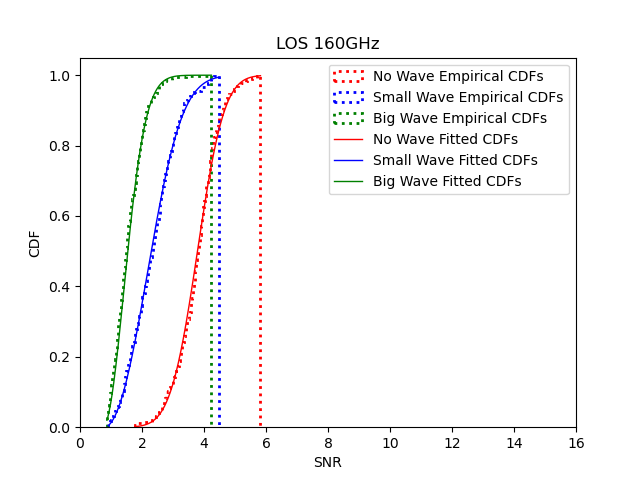 LOS 160GHz
1.0
0.8
0.6
0.4
0.2
0.0
CDF
No Wave Empirical CDFs
Small Wave Empirical CDFs
Big Wave Empirical CDFs
No Wave Fitted CDFs
Small Wave Fitted CDFs
Big Wave Fitted CDFs
0 2 4 6 8 10 12 14 16
SNR